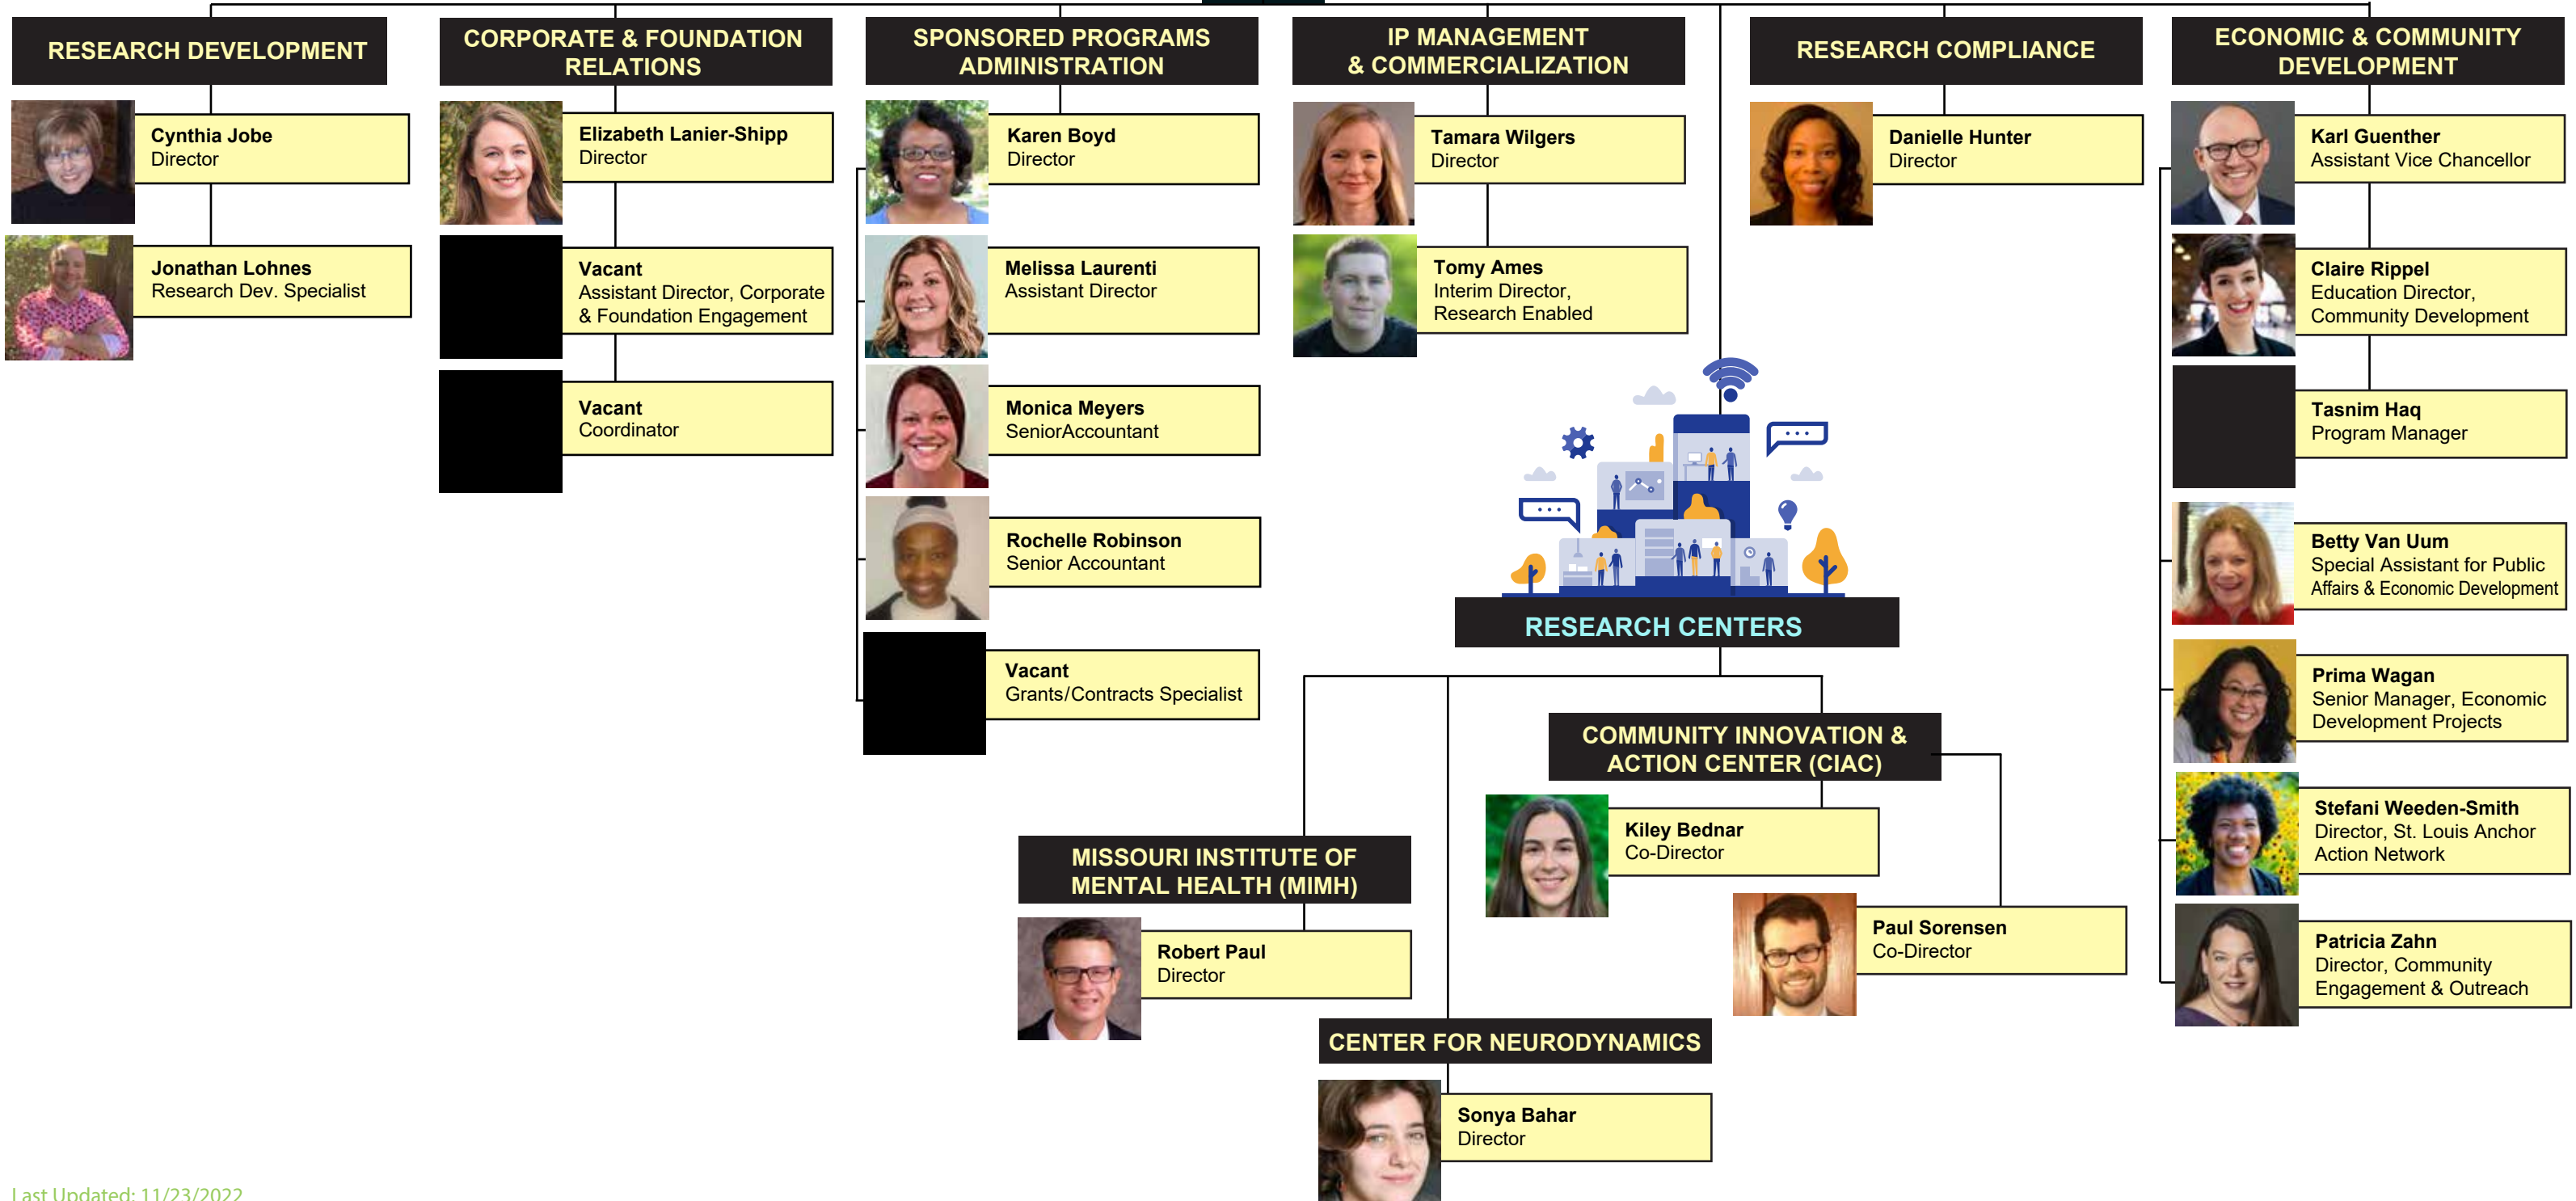 RESEARCH DEVELOPMENT
Cynthia Jobe
Director
Jonathan Lohnes
Research Dev. Specialist
CORPORATE & FOUNDATION
RELATIONS
Elizabeth Lanier-Shipp
Director
Vacant
Assistant Director, Corporate
& Foundation Engagement
Vacant
Coordinator
SPONSORED PROGRAMS
ADMINISTRATION
Karen Boyd
Director
Melissa Laurenti
Assistant Director
Monica Meyers
SeniorAccountant
Rochelle Robinson
Senior Accountant
Vacant
Grants/Contracts Specialist
IP MANAGEMENT
& COMMERCIALIZATION
Tamara Wilgers
Director
Tomy Ames
Interim Director,
Research Enabled
RESEARCH COMPLIANCE
Danielle Hunter
Director
ECONOMIC & COMMUNITY
DEVELOPMENT
Karl Guenther
Assistant Vice Chancellor
Claire Rippel
Education Director,
Community Development
Tasnim Haq
Program Manager
Betty Van Uum
Special Assistant for Public
Affairs & Economic Development
Prima Wagan
Senior Manager, Economic
Development Projects
Stefani Weeden-Smith
Director, St. Louis Anchor
Action Network
Patricia Zahn
Director, Community
Engagement & Outreach
RESEARCH CENTERS
MISSOURI INSTITUTE OF
MENTAL HEALTH (MIMH)
Robert Paul
Director
CENTER FOR NEURODYNAMICS
Sonya Bahar
Director
COMMUNITY INNOVATION &
ACTION CENTER (CIAC)
Kiley Bednar
Co-Director
Paul Sorensen
Co-Director
Last Updated: 11/23/2022